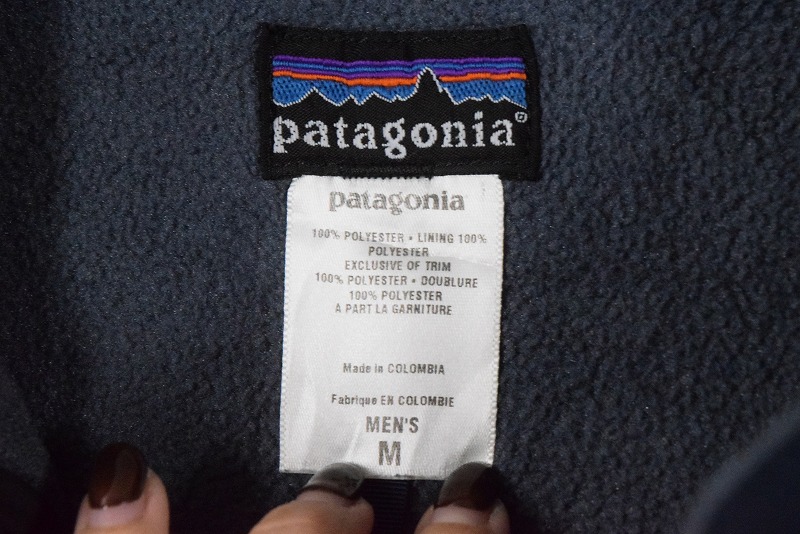 patagonia®
patagonia
100% POLYESTER • LINING 100%
POLYESTER
EXCLUSIVE OF TRIM
100% POLYESTER • DOUBLURE
100% POLYESTER
À PART LA GARNITURE
Made in COLOMBIA
Fabrique EN COLOMBIE
MEN'S
M